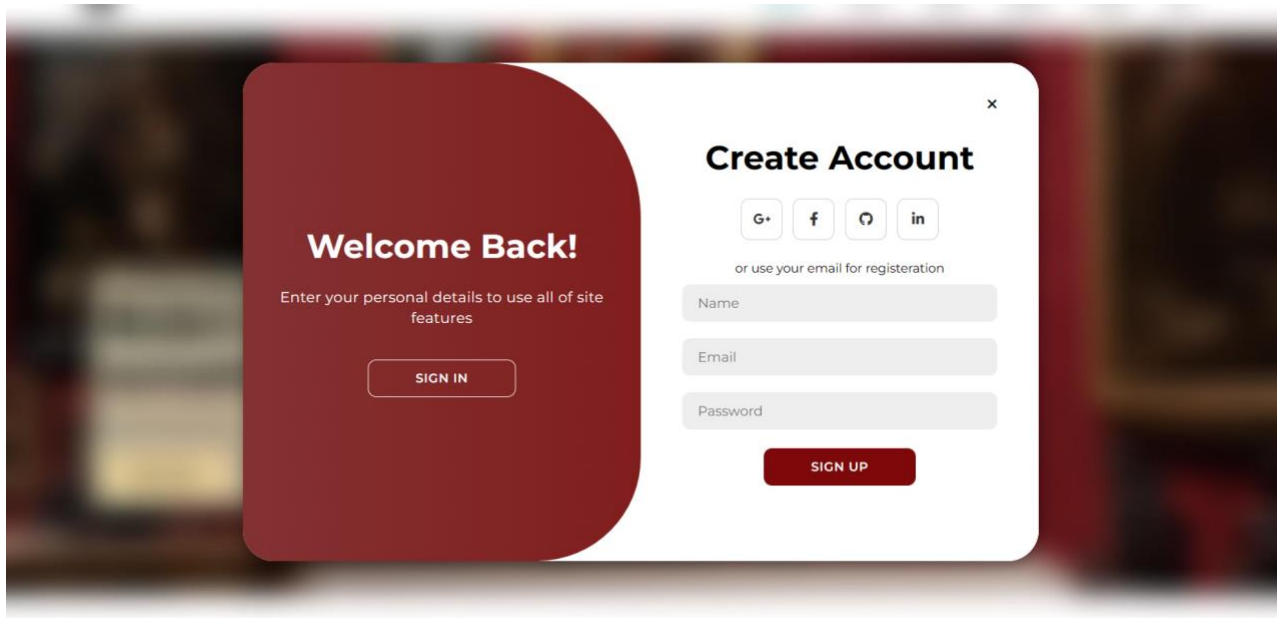 Welcome Back!
Enter your personal details to use all of site
features
SIGN IN
×
Create Account
G+
f
in
or use your email for registeration
Name
Email
Password
SIGN UP